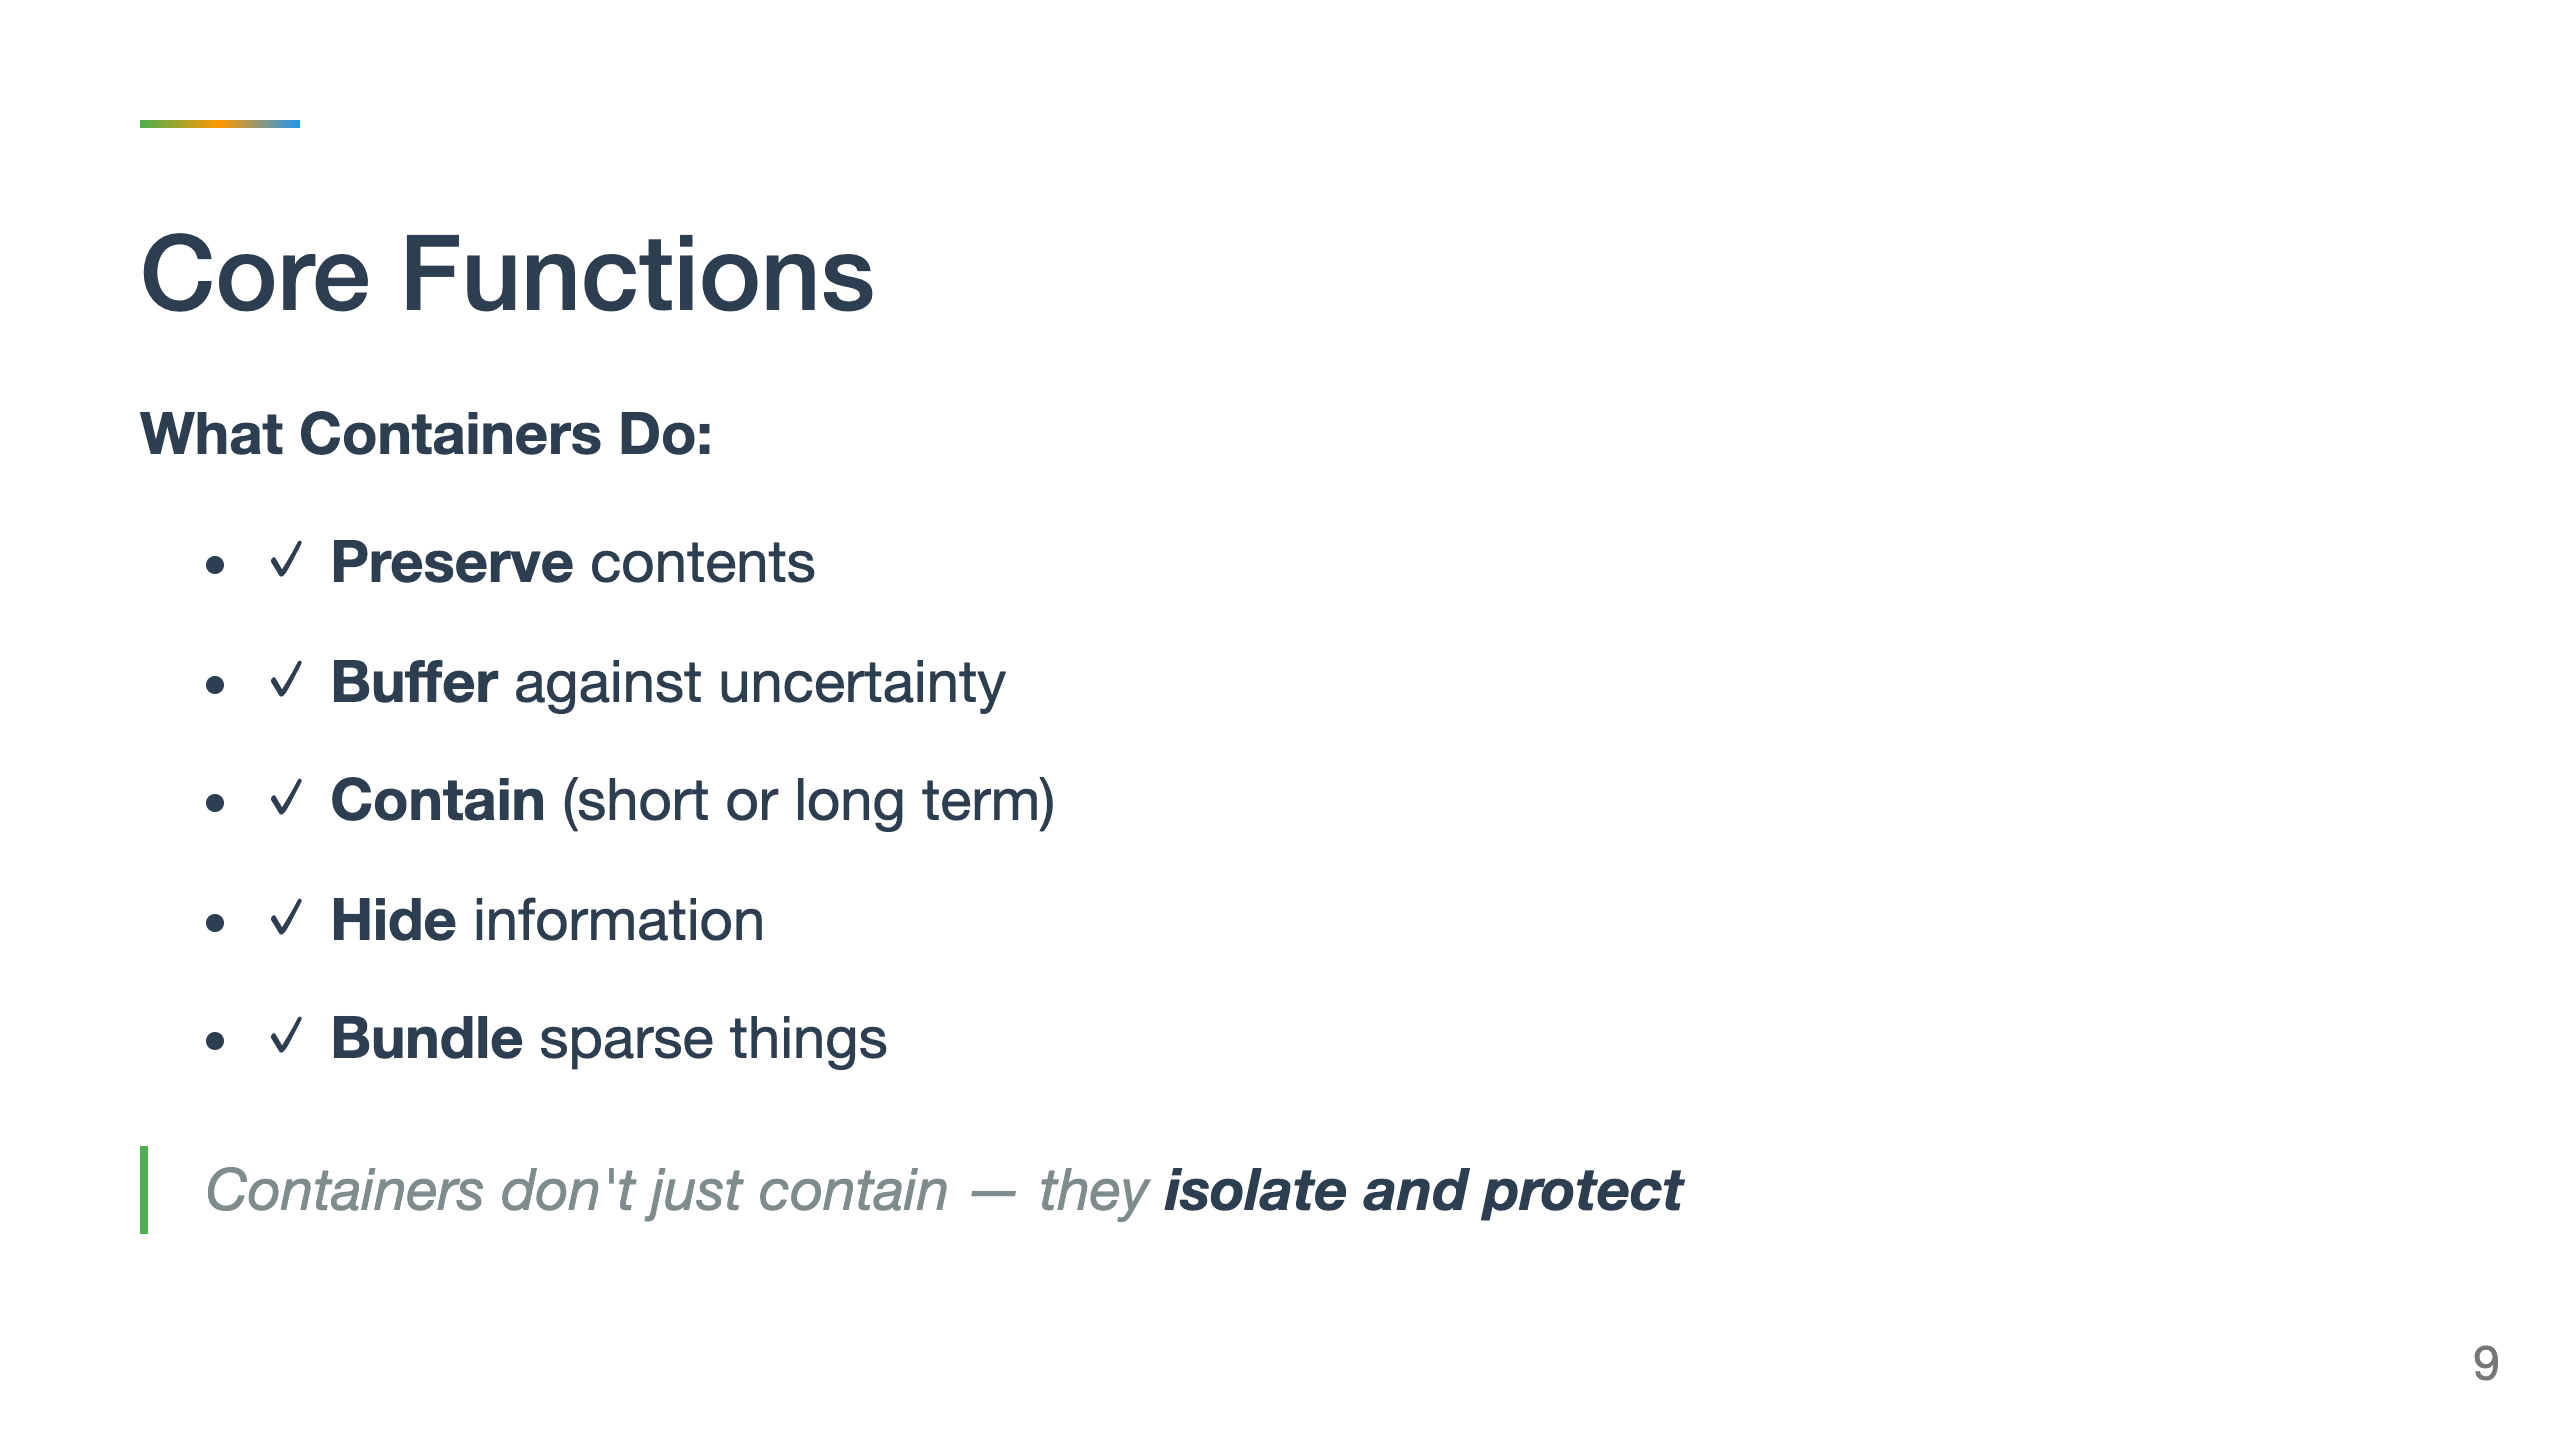 Core Functions
What Containers Do:
• ✓ Preserve contents
• ✓ Buffer against uncertainty
• ✓ Contain (short or long term)
• ✓ Hide information
• ✓ Bundle sparse things
Containers don't just contain — they isolate and protect
9